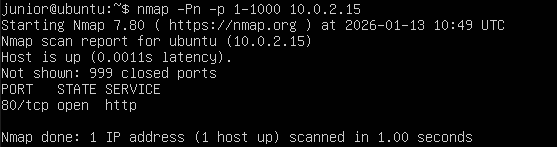 junior@ubuntu:~$ nmap -Pn -p 1-1000 10.0.2.15
Starting Nmap 7.80 ( https://nmap.org ) at 2026-01-13 10:49 UTC
Nmap scan report for ubuntu (10.0.2.15)
Host is up (0.0011s latency).
Not shown: 999 closed ports
PORT   STATE SERVICE
80/tcp open  http

Nmap done: 1 IP address (1 host up) scanned in 1.00 seconds